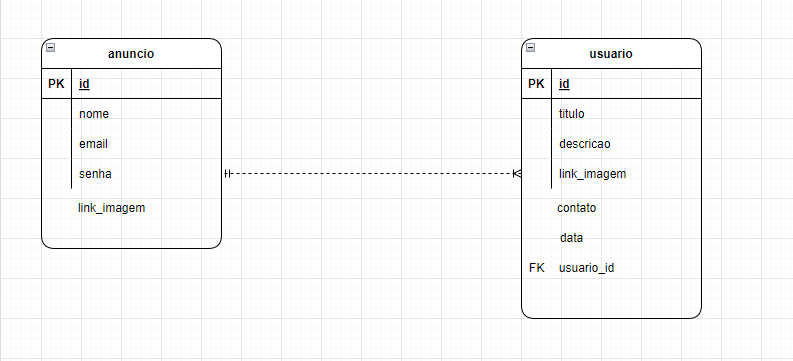 anuncio
PK id
nome
email
senha
link_imagem
usuario
PK id
titulo
descricao
link_imagem
contato
data
FK usuario_id